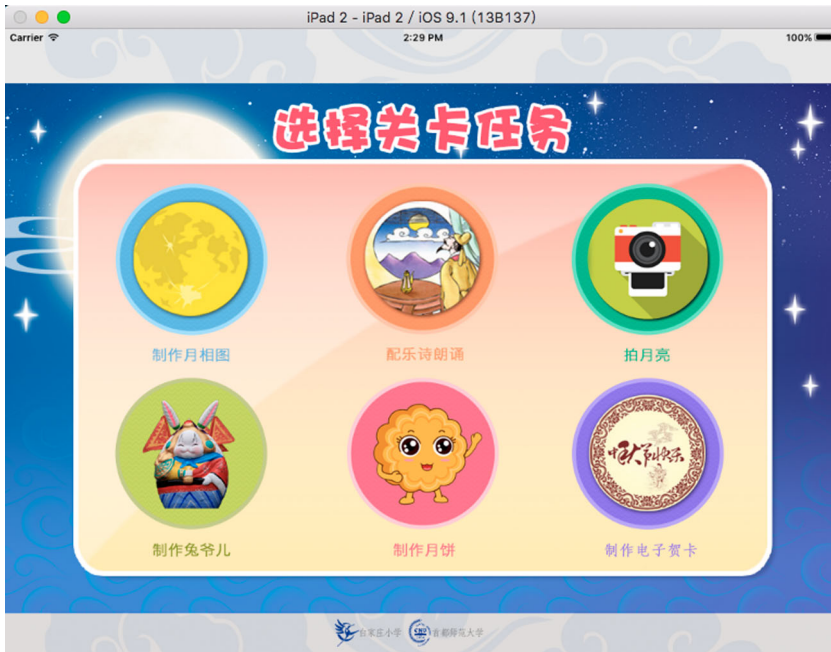 iPad 2 - iPad 2 / iOS 9.1 (13B137)
Carrier 2:29 PM 100%
选择关卡任务
制作月相图 配乐诗朗诵 拍月亮
中秋节快乐
制作兔爷儿 制作月饼 制作电子贺卡
首都师范大学